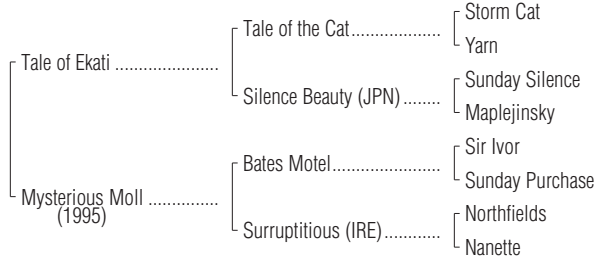 Storm Cat
Tale of the Cat....................
Yarn
Tale of Ekati .......................
Sunday Silence
Silence Beauty (JPN)........
Maplejinsky
Sir Ivor
Bates Motel........................
Sunday Purchase
Mysterious Moll ...............
(1995)
Northfields
Surruptitious (IRE)............
Nanette